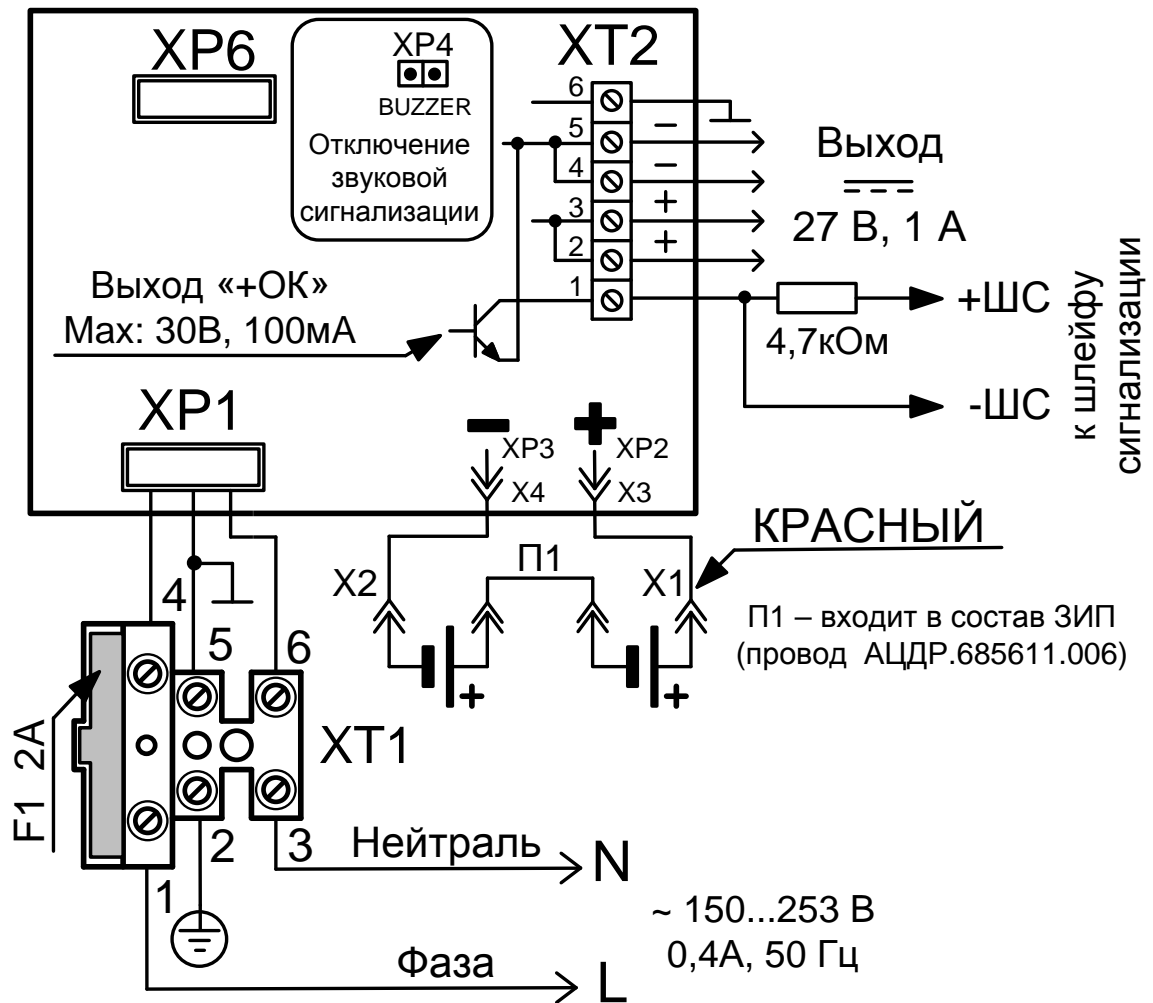 XP6
XP4
BUZZER
Отключение
звуковой
сигнализации
XT2
6
5
4
3
2
1
–
–
+
+
Выход
27 В, 1 А
Выход «+ОК»
Max: 30В, 100мА
4,7кОм
+ШС
-ШС
к шлейфу
сигнализации
XP1
XP3
XP2
X4
X3
КРАСНЫЙ
X2
П1
X1
+
+
П1 – входит в состав ЗИП
(провод АЦДР.685611.006)
4
5
6
F1 2A
XT1
1
2
3
Нейтраль
N
~ 150...253 В
0,4А, 50 Гц
Фаза
L